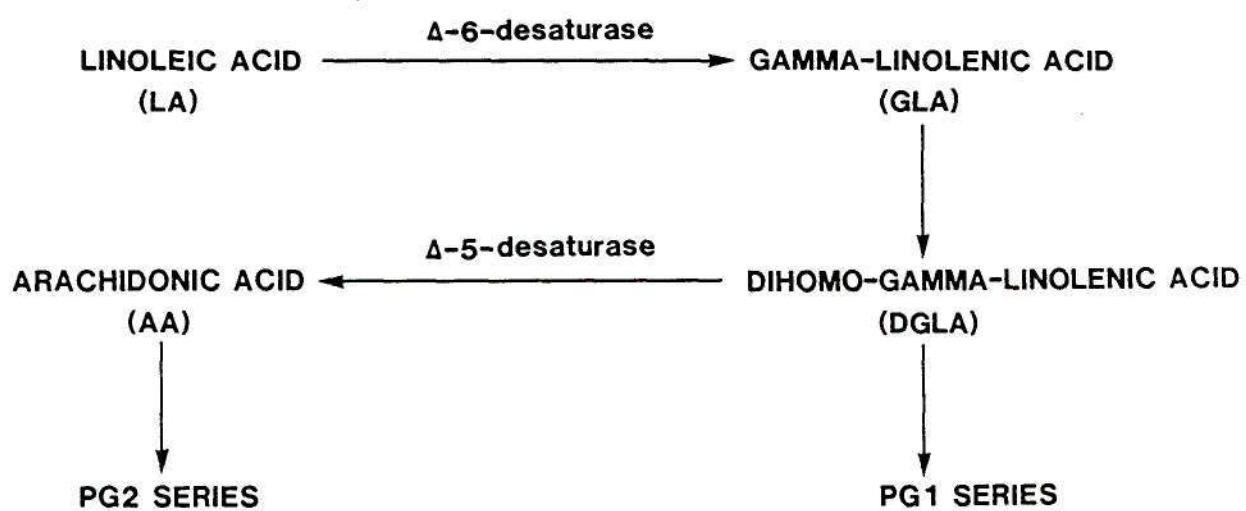 Δ-6-desaturase
LINOLEIC ACID
GAMMA-LINOLENIC ACID
(LA)
(GLA)
Δ-5-desaturase
ARACHIDONIC ACID
DIHOMO-GAMMA-LINOLENIC ACID
(AA)
(DGLA)
PG2 SERIES
PG1 SERIES